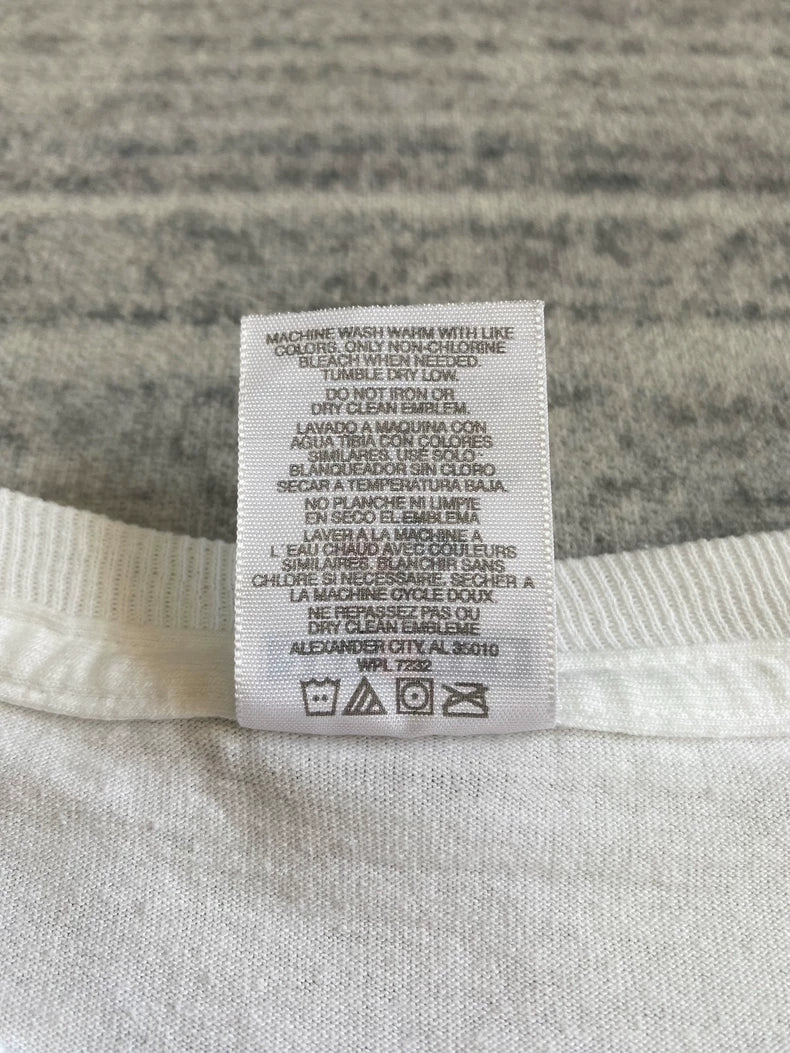 MACHINE WASH WARM WITH LIKE
COLORS. ONLY NON-CHLORINE
BLEACH WHEN NEEDED.
TUMBLE DRY LOW.
DO NOT IRON OR
DRY CLEAN EMBLEM.
LAVADO A MAQUINA CON
AGUA TIBIA CON COLORES
SIMILARES. USE SOLO
BLANQUEADOR SIN CLORO
SECAR A TEMPERATURA BAJA.
NO PLANCHE NI LIMPIE
EN SECO EL EMBLEMA
LAVER A LA MACHINE A
L'EAU CHAUD AVEC COULEURS
SIMILAIRES. BLANCHIR SANS
CHLORE SI NECESSAIRE. SECHER A
LA MACHINE CYCLE DOUX.
NE REPASSEZ PAS OU
DRY CLEAN EMBLEME
ALEXANDER CITY, AL 35010
WPL 7232